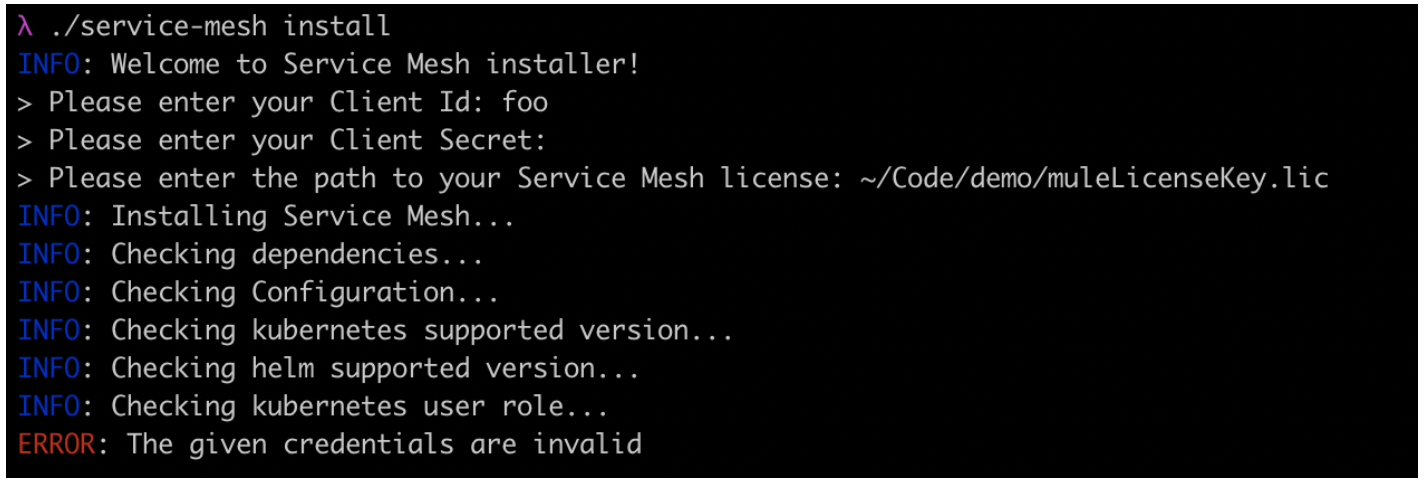 λ ./service-mesh install
INFO: Welcome to Service Mesh installer!
> Please enter your Client Id: foo
> Please enter your Client Secret:
> Please enter the path to your Service Mesh license: ~/Code/demo/muleLicenseKey.lic
INFO: Installing Service Mesh...
INFO: Checking dependencies...
INFO: Checking Configuration...
INFO: Checking kubernetes supported version...
INFO: Checking helm supported version...
INFO: Checking kubernetes user role...
ERROR: The given credentials are invalid